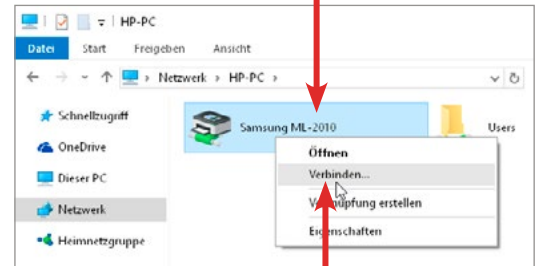 HP-PC
Datei Start Freigeben Ansicht
Netzwerk HP-PC
Schnellzugriff
Samsung ML-2010
Users
OneDrive
Öffnen
Dieser PC
Verbinden...
Netzwerk
Verknüpfung erstellen
Heimnetzgruppe
Eigenschaften